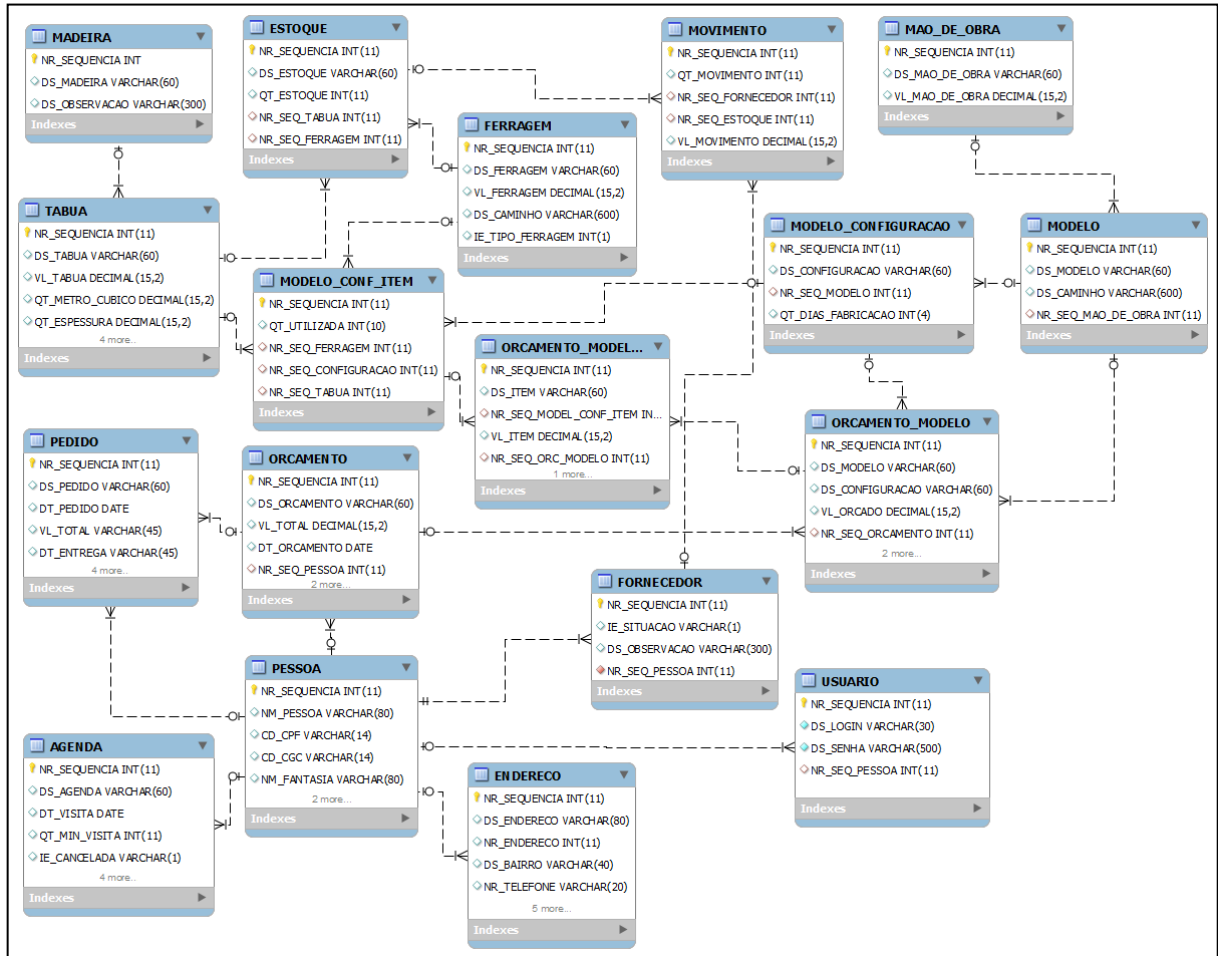 MADEIRA
NR_SEQUENCIA INT
DS_MADEIRA VARCHAR(60)
DS_OBSERVACAO VARCHAR(300)
Indexes
ESTOQUE
NR_SEQUENCIA INT(11)
DS_ESTOQUE VARCHAR(60)
QT_ESTOQUE INT(11)
NR_SEQ_TABUA INT(11)
NR_SEQ_FERRAGEM INT(11)
Indexes
MOVIMENTO
NR_SEQUENCIA INT(11)
QT_MOVIMENTO INT(11)
NR_SEQ_FORNECEDOR INT(11)
NR_SEQ_ESTOQUE INT(11)
VL_MOVIMENTO DECIMAL(15,2)
Indexes
MAO_DE_OBRA
NR_SEQUENCIA INT(11)
DS_MAO_DE_OBRA VARCHAR(60)
VL_MAO_DE_OBRA DECIMAL(15,2)
Indexes
FERRAGEM
NR_SEQUENCIA INT(11)
DS_FERRAGEM VARCHAR(60)
VL_FERRAGEM DECIMAL(15,2)
DS_CAMINHO VARCHAR(600)
IE_TIPO_FERRAGEM INT(1)
Indexes
TABUA
NR_SEQUENCIA INT(11)
DS_TABUA VARCHAR(60)
VL_TABUA DECIMAL(15,2)
QT_METRO_CUBICO DECIMAL(15,2)
QT_ESPESSURA DECIMAL(15,2)
4 more...
Indexes
MODELO_CONF_ITEM
NR_SEQUENCIA INT(11)
QT_UTILIZADA INT(10)
NR_SEQ_FERRAGEM INT(11)
NR_SEQ_CONFIGURACAO INT(11)
NR_SEQ_TABUA INT(11)
Indexes
MODELO_CONFIGURACAO
NR_SEQUENCIA INT(11)
DS_CONFIGURACAO VARCHAR(60)
NR_SEQ_MODELO INT(11)
QT_DIAS_FABRICACAO INT(4)
Indexes
MODELO
NR_SEQUENCIA INT(11)
DS_MODELO VARCHAR(60)
DS_CAMINHO VARCHAR(600)
NR_SEQ_MAO_DE_OBRA INT(11)
Indexes
ORCAMENTO_MODEL...
NR_SEQUENCIA INT(11)
DS_ITEM VARCHAR(60)
NR_SEQ_MODEL_CONF_ITEM IN...
VL_ITEM DECIMAL(15,2)
NR_SEQ_ORC_MODELO INT(11)
1 more...
Indexes
ORCAMENTO_MODELO
NR_SEQUENCIA INT(11)
DS_MODELO VARCHAR(60)
DS_CONFIGURACAO VARCHAR(60)
VL_ORCADO DECIMAL(15,2)
NR_SEQ_ORCAMENTO INT(11)
2 more...
Indexes
PEDIDO
NR_SEQUENCIA INT(11)
DS_PEDIDO VARCHAR(60)
DT_PEDIDO DATE
VL_TOTAL VARCHAR(45)
DT_ENTREGA VARCHAR(45)
4 more...
Indexes
ORCAMENTO
NR_SEQUENCIA INT(11)
DS_ORCAMENTO VARCHAR(60)
VL_TOTAL DECIMAL(15,2)
DT_ORCAMENTO DATE
NR_SEQ_PESSOA INT(11)
2 more...
Indexes
FORNECEDOR
NR_SEQUENCIA INT(11)
IE_SITUACAO VARCHAR(1)
DS_OBSERVACAO VARCHAR(300)
NR_SEQ_PESSOA INT(11)
Indexes
PESSOA
NR_SEQUENCIA INT(11)
NM_PESSOA VARCHAR(80)
CD_CPF VARCHAR(14)
CD_CGC VARCHAR(14)
NM_FANTASIA VARCHAR(80)
2 more...
Indexes
USUARIO
NR_SEQUENCIA INT(11)
DS_LOGIN VARCHAR(30)
DS_SENHA VARCHAR(500)
NR_SEQ_PESSOA INT(11)
Indexes
AGENDA
NR_SEQUENCIA INT(11)
DS_AGENDA VARCHAR(60)
DT_VISITA DATE
QT_MIN_VISITA INT(11)
IE_CANCELADA VARCHAR(1)
4 more...
Indexes
ENDERECO
NR_SEQUENCIA INT(11)
DS_ENDERECO VARCHAR(80)
NR_ENDERECO INT(11)
DS_BAIRRO VARCHAR(40)
NR_TELEFONE VARCHAR(20)
5 more...
Indexes